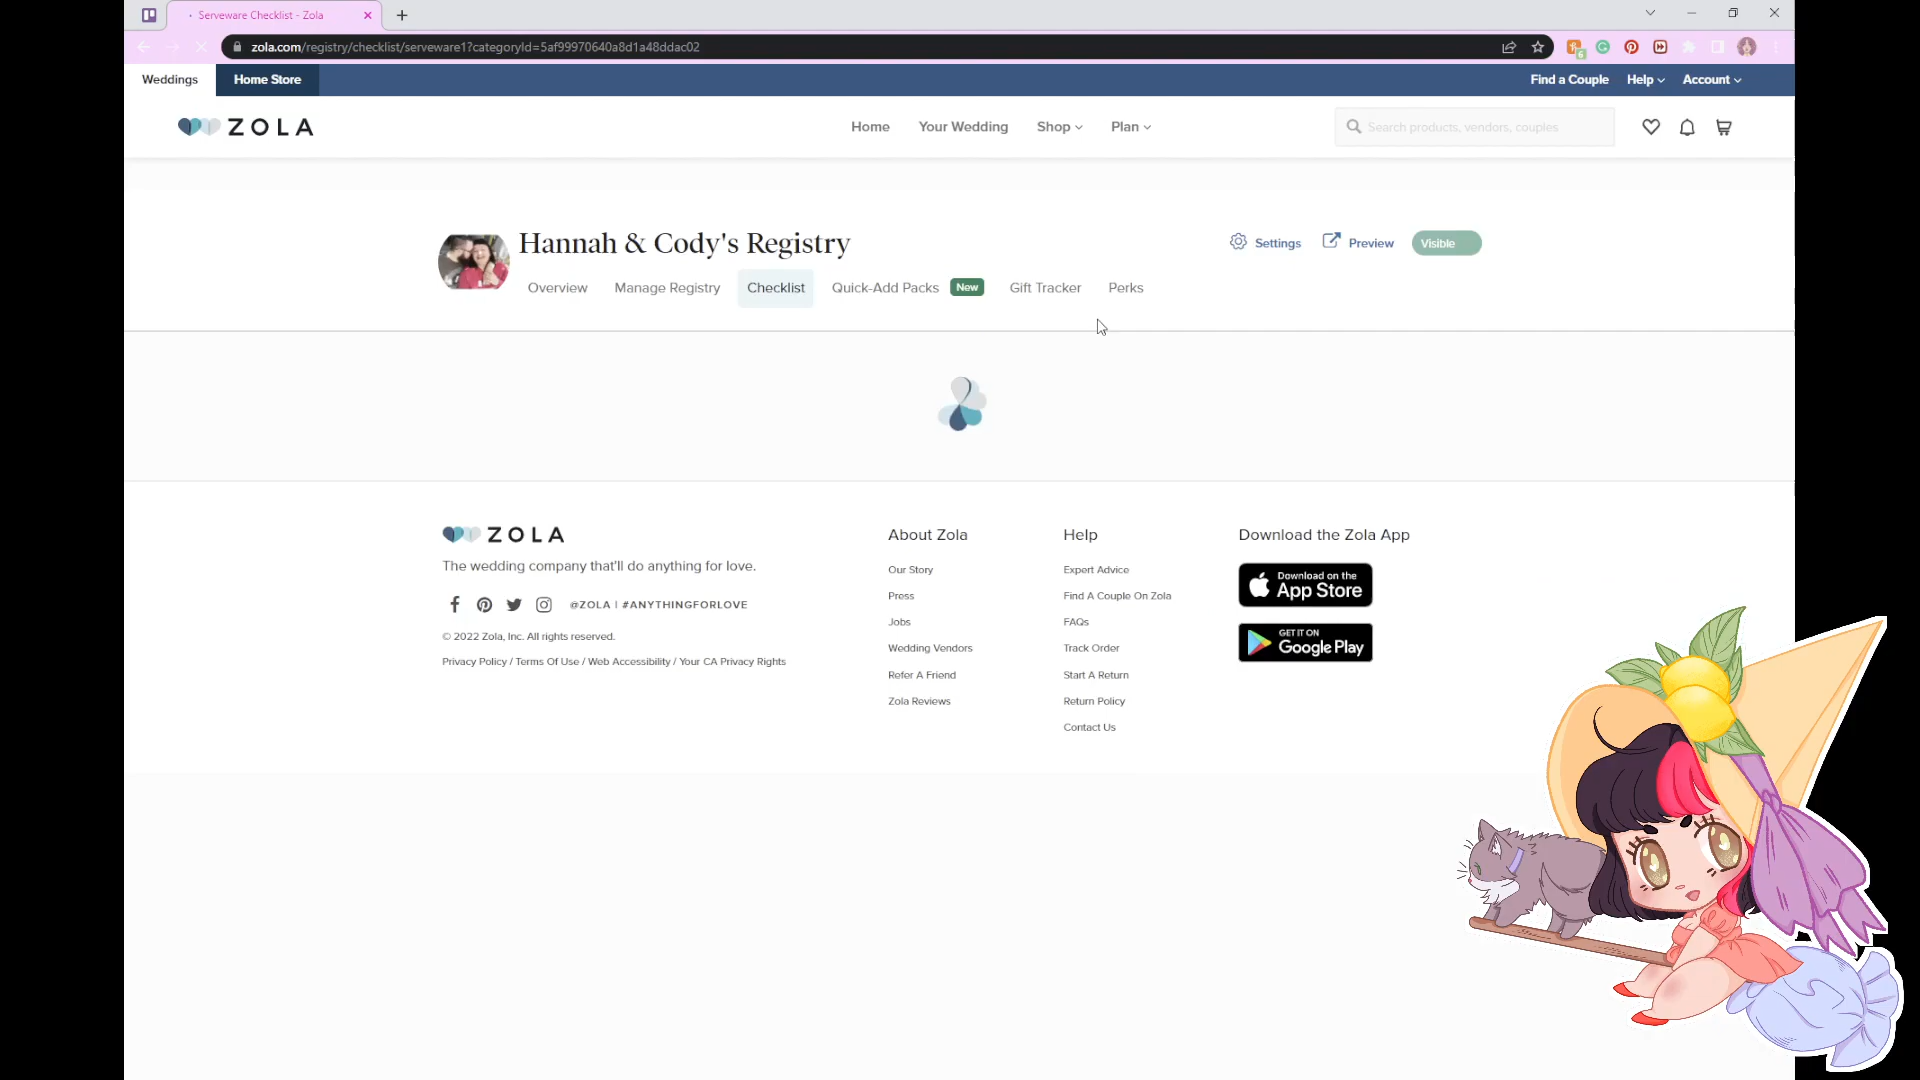 Serveware Checklist - Zola
zola.com/registry/checklist/serveware1?categoryId=5af99970640a8d1a48ddac02
6
Weddings
Home Store
Find a Couple
Help
Account
ZOLA
Home
Your Wedding
Shop
Plan
Search products, vendors, couples
Hannah & Cody's Registry
Settings
Preview
Visible
Overview
Manage Registry
Checklist
Quick-Add Packs
New
Gift Tracker
Perks
ZOLA
The wedding company that'll do anything for love.
@ZOLA | #ANYTHINGFORLOVE
© 2022 Zola, Inc. All rights reserved.
Privacy Policy / Terms Of Use / Web Accessibility / Your CA Privacy Rights
About Zola
Our Story
Press
Jobs
Wedding Vendors
Refer A Friend
Zola Reviews
Help
Expert Advice
Find A Couple On Zola
FAQs
Track Order
Start A Return
Return Policy
Contact Us
Download the Zola App
Download on the
App Store
GET IT ON
Google Play